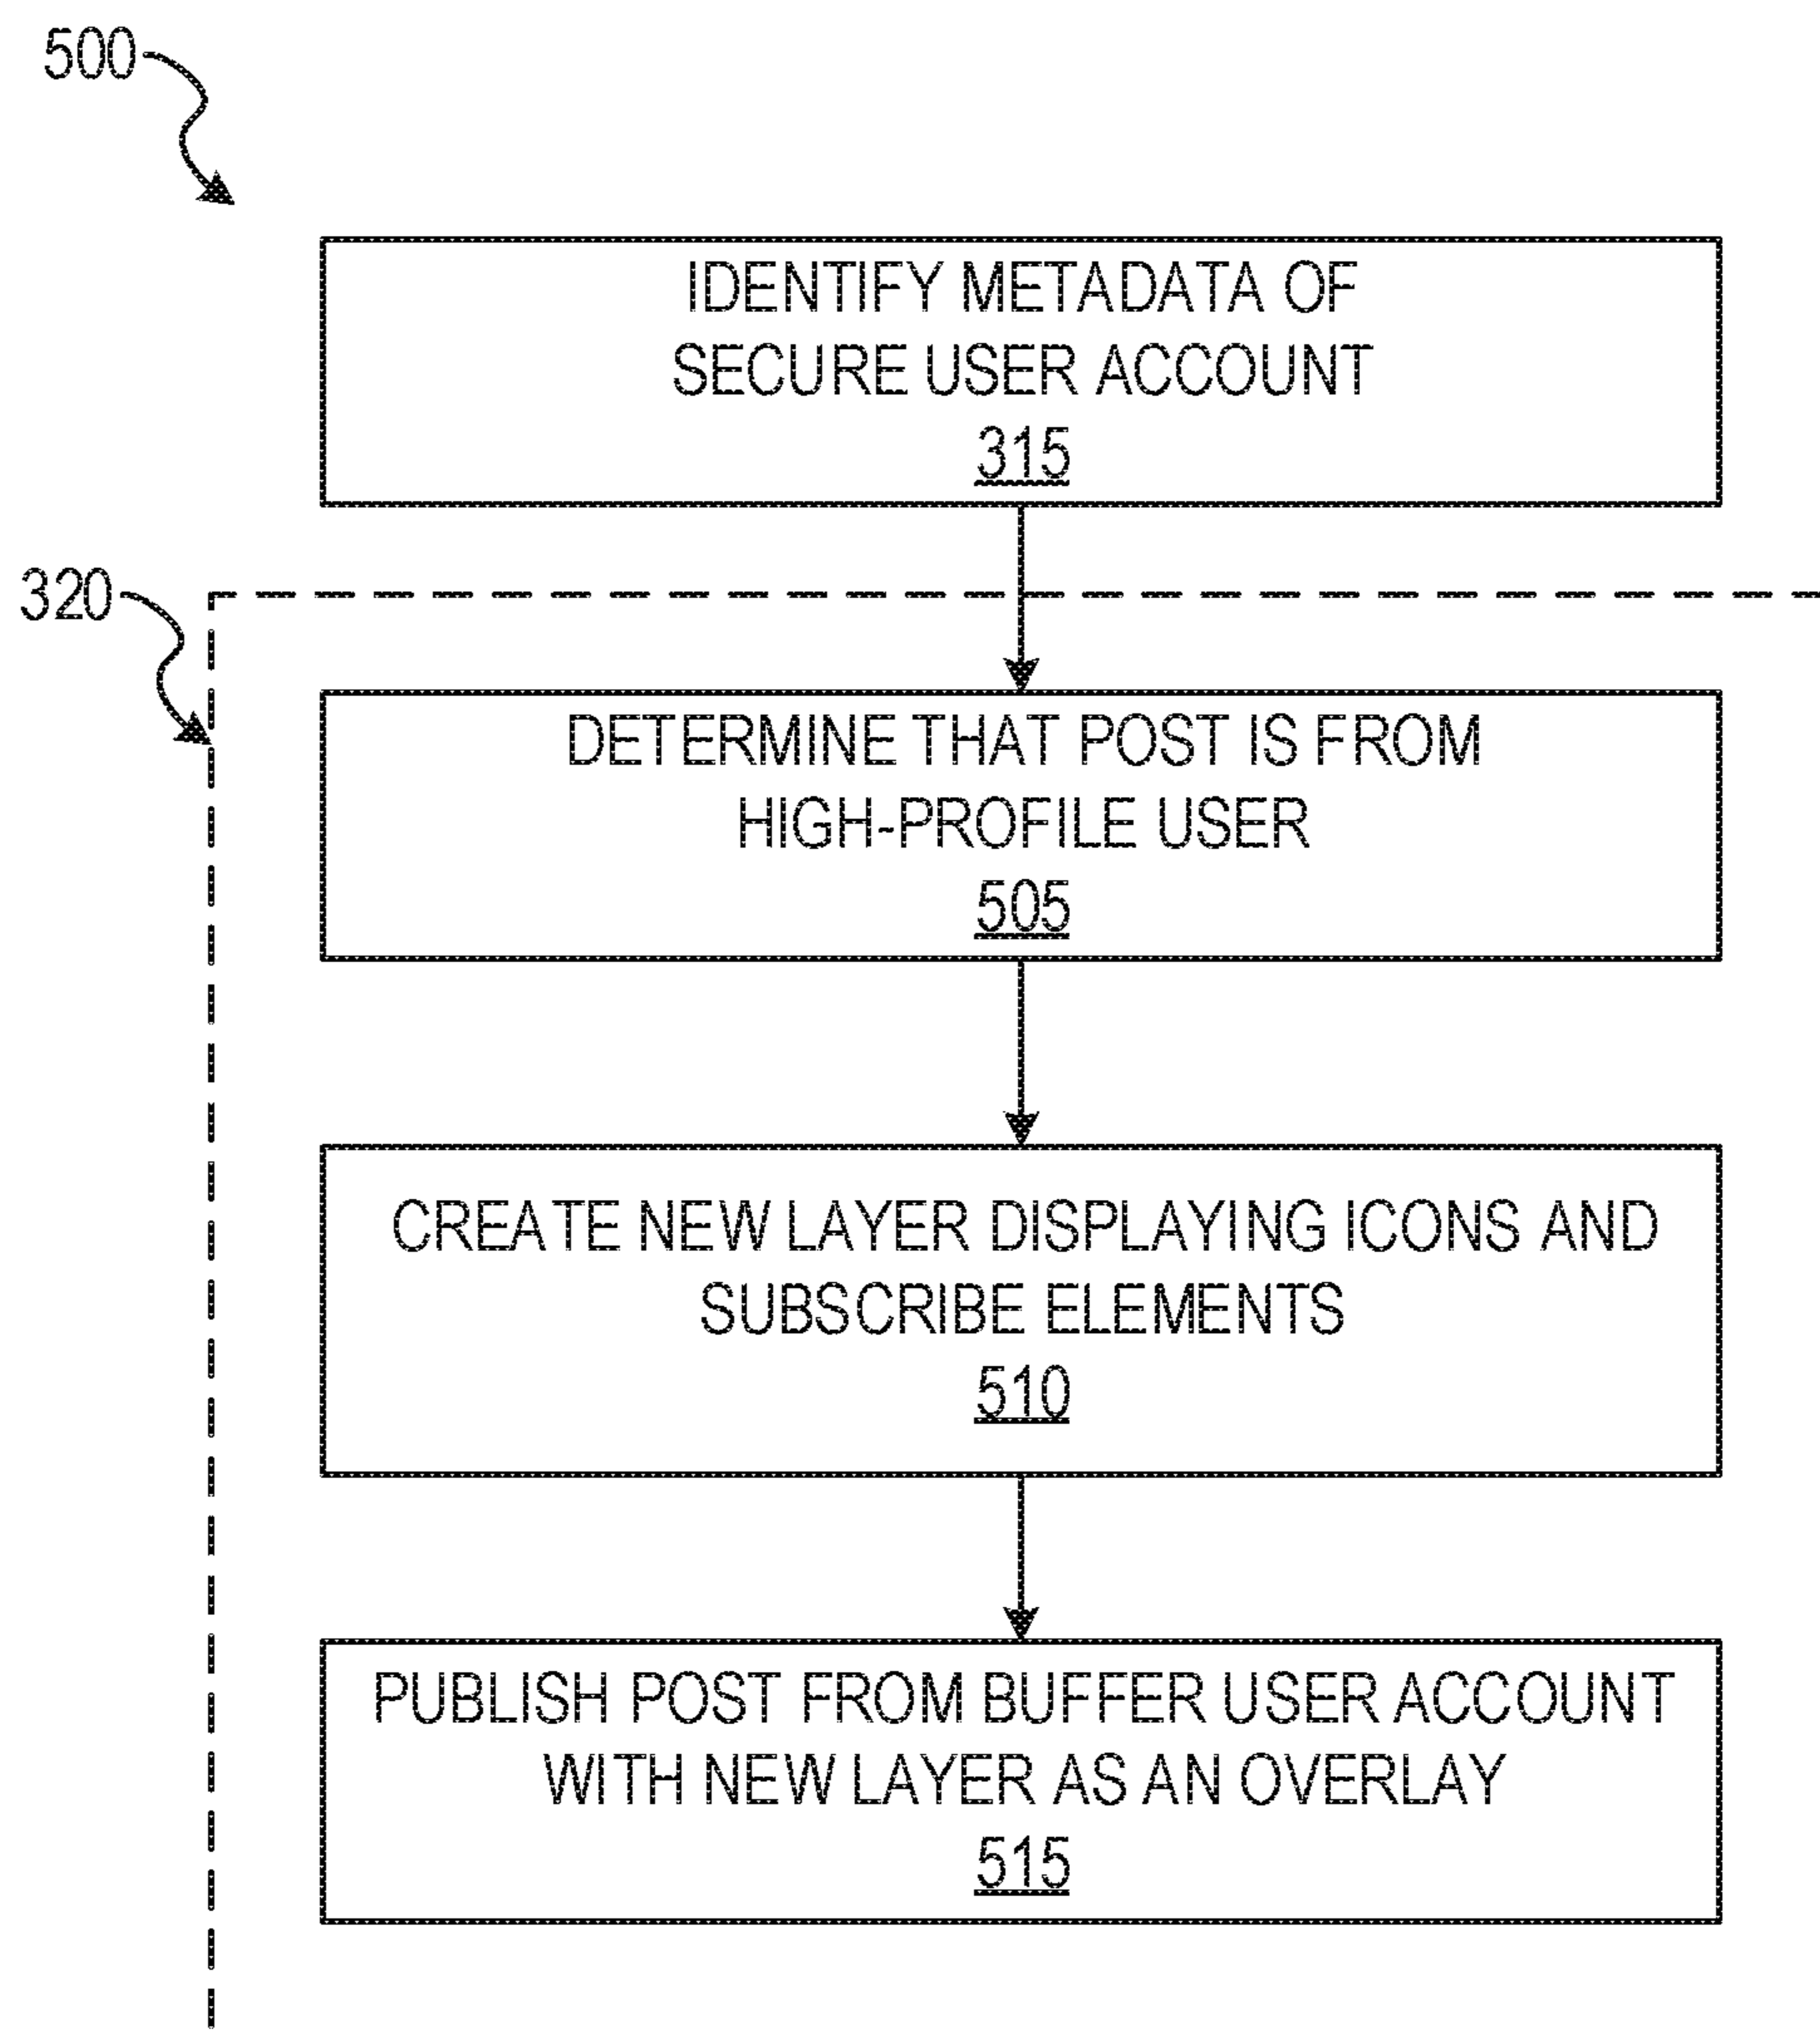 500
IDENTIFY METADATA OF
SECURE USER ACCOUNT
315
320
DETERMINE THAT POST IS FROM
HIGH-PROFILE USER
505
CREATE NEW LAYER DISPLAYING ICONS AND
SUBSCRIBE ELEMENTS
510
PUBLISH POST FROM BUFFER USER ACCOUNT
WITH NEW LAYER AS AN OVERLAY
515